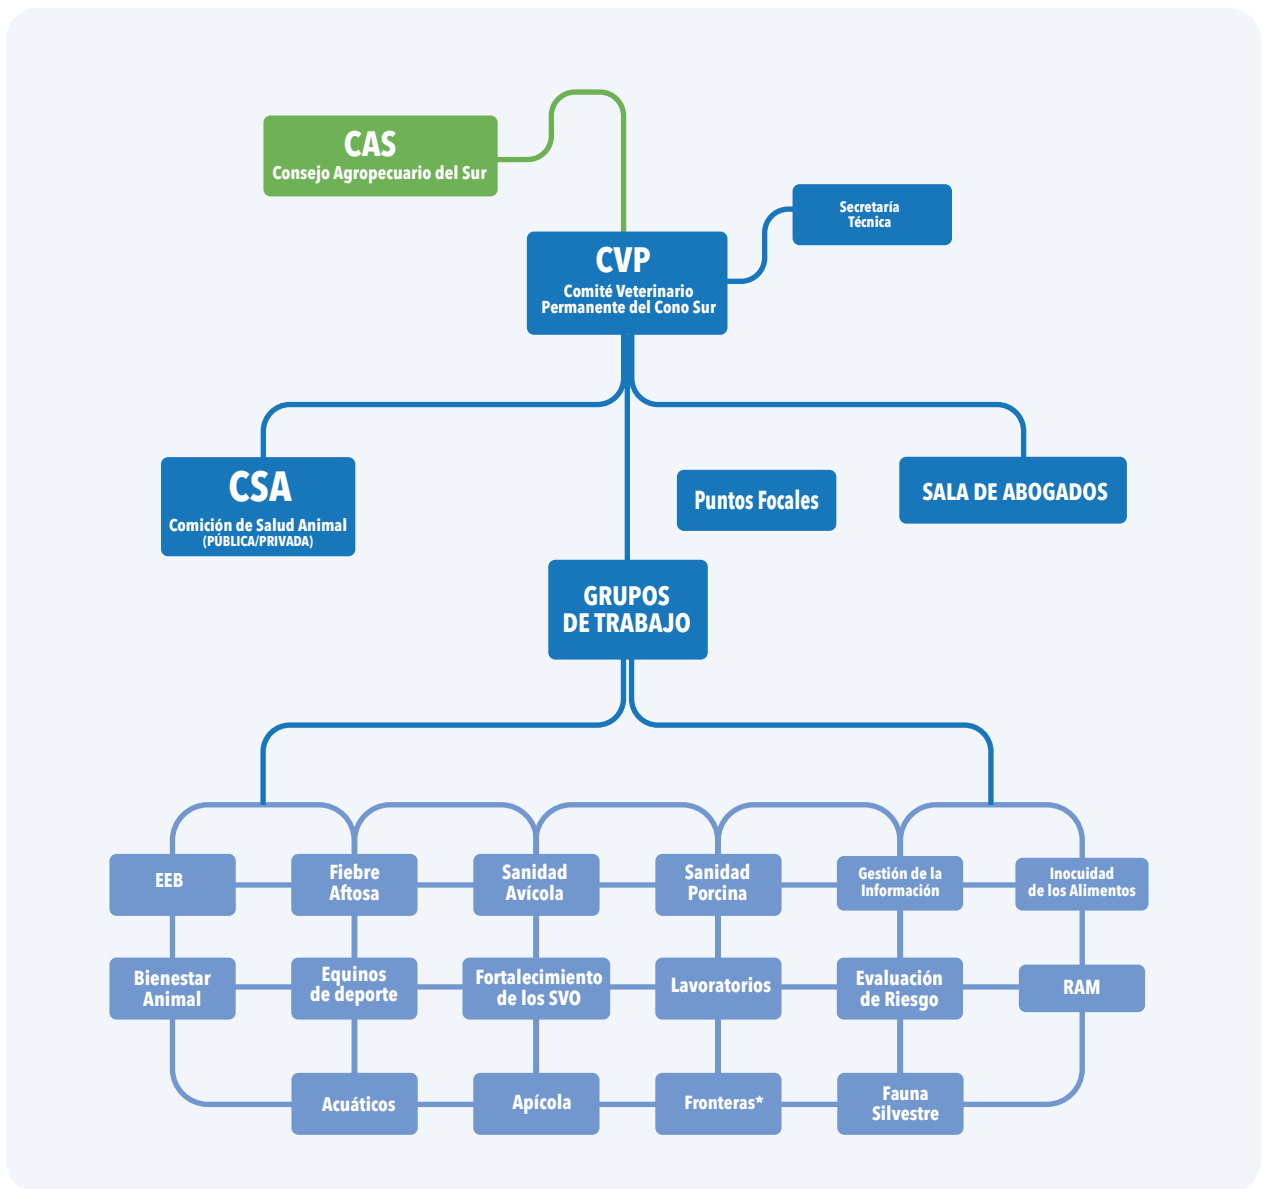 CAS
Consejo Agropecuario del Sur
Secretaría
Técnica
CVP
Comité Veterinario
Permanente del Cono Sur
CSA
Comición de Salud Animal
(PÚBLICA/PRIVADA)
Puntos Focales
SALA DE ABOGADOS
GRUPOS
DE TRABAJO
EEB
Fiebre
Aftosa
Sanidad
Avícola
Sanidad
Porcina
Gestión de la
Información
Inocuidad
de los Alimentos
Bienestar
Animal
Equinos
de deporte
Fortalecimiento
de los SVO
Lavoratorios
Evaluación
de Riesgo
RAM
Acuáticos
Apícola
Fronteras*
Fauna
Silvestre